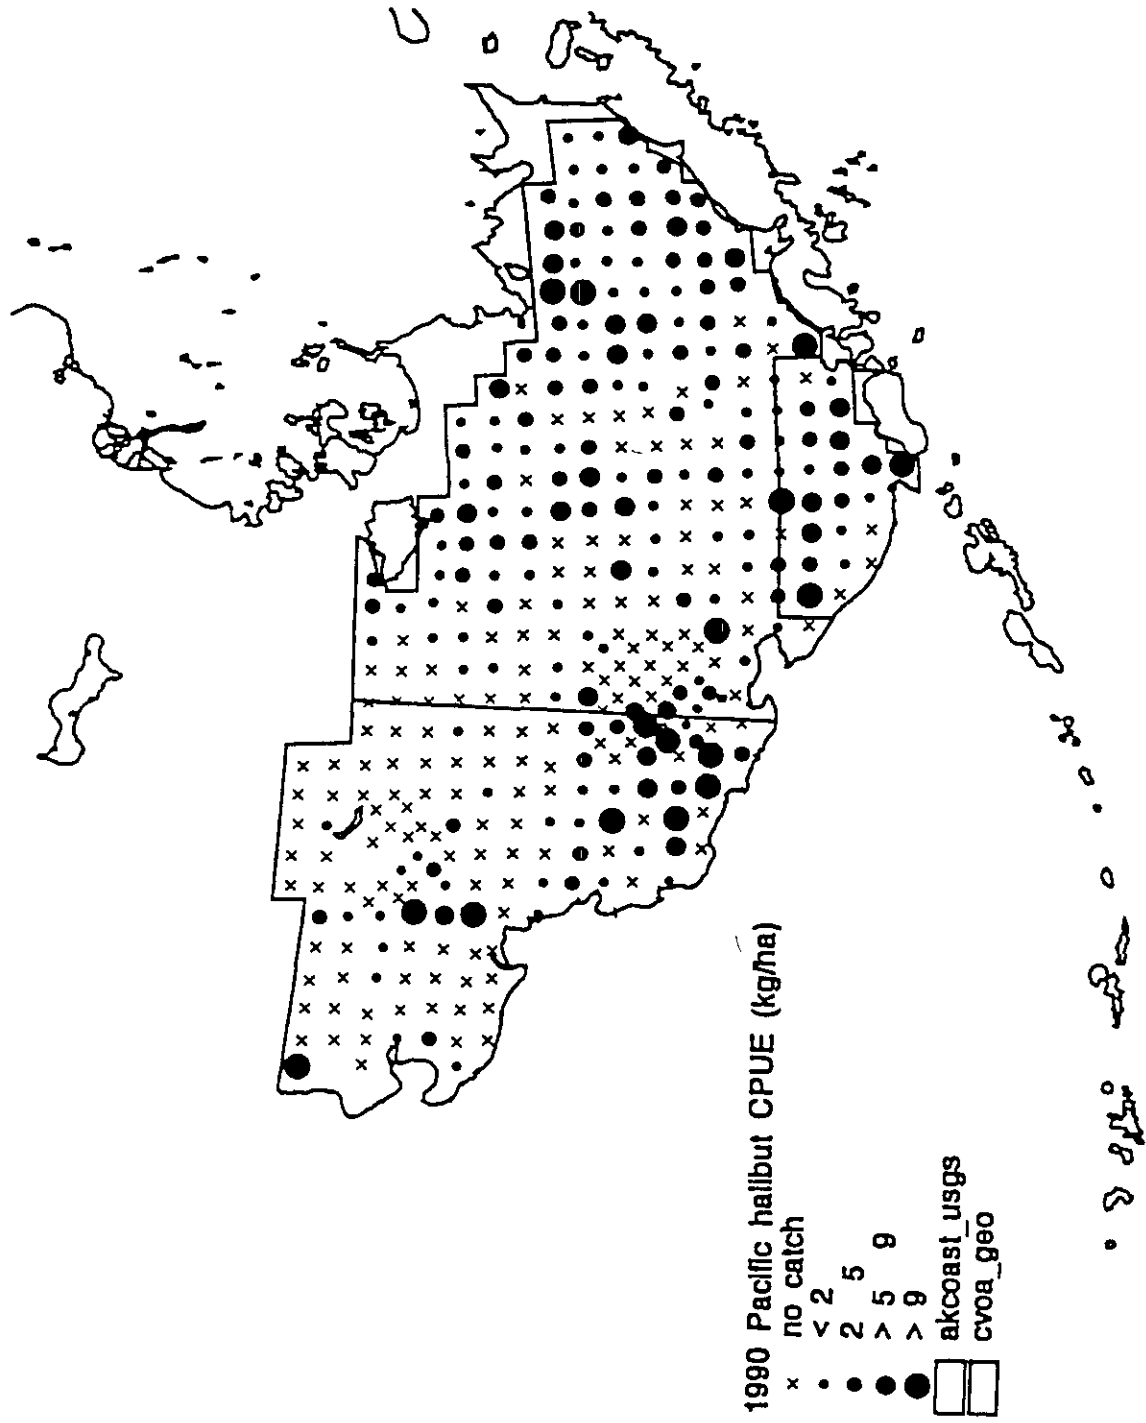 1990 Pacific halibut CPUE (kg/ha)
no catch
< 2
2 5
> 5 9
> 9
akcoast_usgs
cvoa_geo